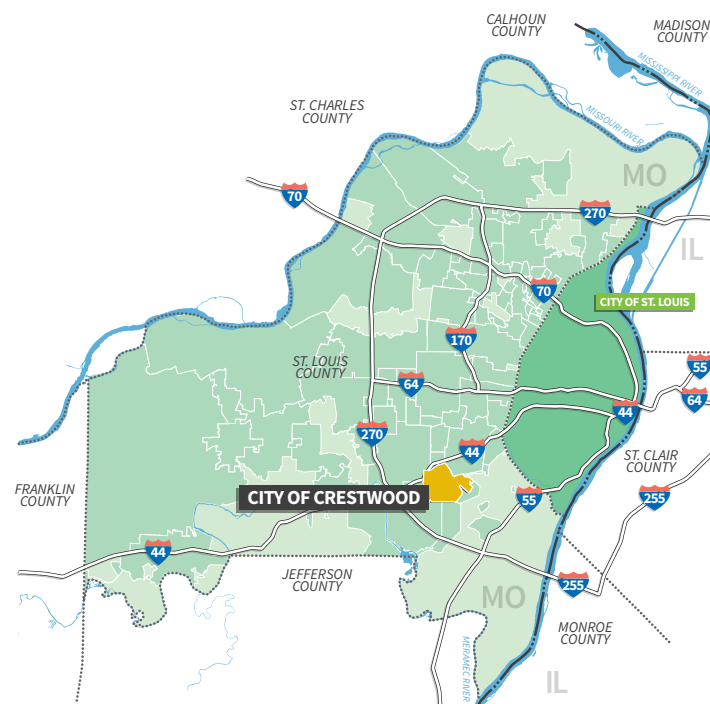 CALHOUN
COUNTY
MADISON
COUNTY
MISSISSIPPI RIVER
ST. CHARLES
COUNTY
MISSOURI RIVER
MO
70
270
IL
70
CITY OF ST. LOUIS
170
ST. LOUIS
COUNTY
55
64
64
44
270
44
ST. CLAIR
COUNTY
FRANKLIN
COUNTY
CITY OF CRESTWOOD
55
255
44
JEFFERSON
COUNTY
255
MO
MONROE
COUNTY
MERAMEC RIVER
IL